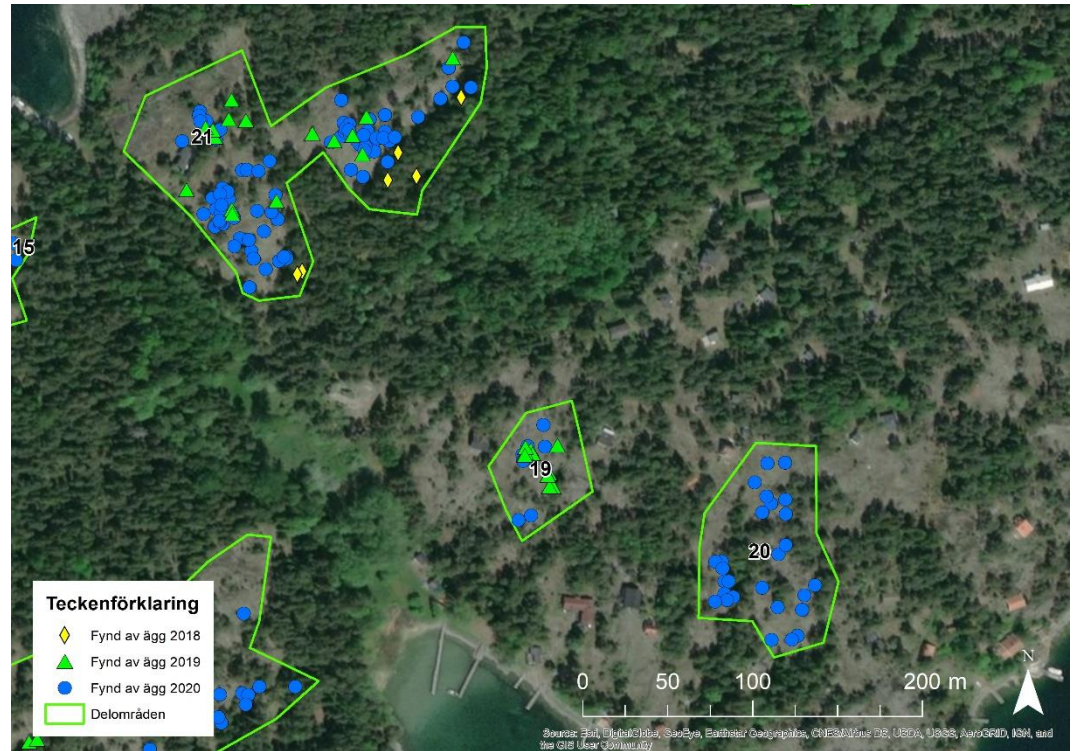 21
15
19
20
Teckenförklaring
Fynd av ägg 2018
Fynd av ägg 2019
Fynd av ägg 2020
Delområden
0 50 100 200 m
N
Source: Esri, DigitalGlobe, GeoEye, Earthstar Geographics, CNES/Airbus DS, USDA, USGS, AeroGRID, IGN, and
the GIS User Community